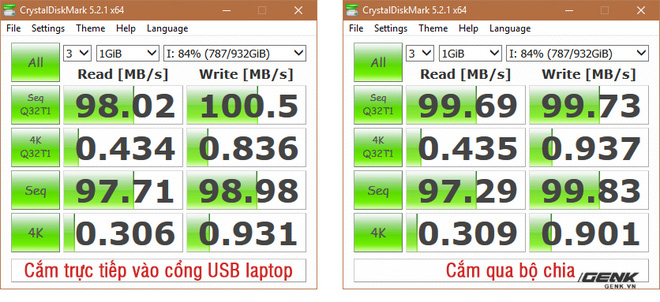 CrystalDiskMark 5.2.1 x64
File Settings Theme Help Language
All 3 1GiB I: 84% (787/932GiB)
Read [MB/s] Write [MB/s]
Seq Q32T1 98.02 100.5
4K Q32T1 0.434 0.836
Seq 97.71 98.98
4K 0.306 0.931
Cắm trực tiếp vào cổng USB laptop
CrystalDiskMark 5.2.1 x64
File Settings Theme Help Language
All 3 1GiB I: 84% (787/932GiB)
Read [MB/s] Write [MB/s]
Seq Q32T1 99.69 99.73
4K Q32T1 0.435 0.937
Seq 97.29 99.83
4K 0.309 0.901
Cắm qua bộ chia
GENK
GENK.VN